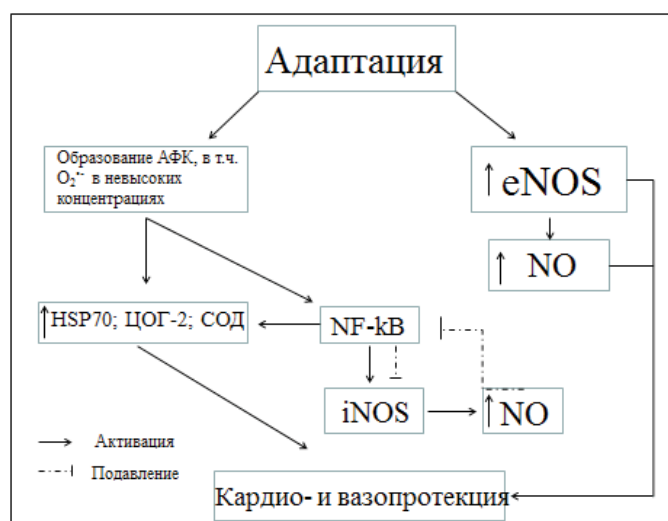 Адаптация
Образование АФК, в т.ч.
O₂•- в невысоких
концентрациях
↑ eNOS
↑ NO
↑HSP70; ЦОГ-2; СОД
NF-kB
iNOS
↑ NO
Активация
Подавление
Кардио- и вазопротекция